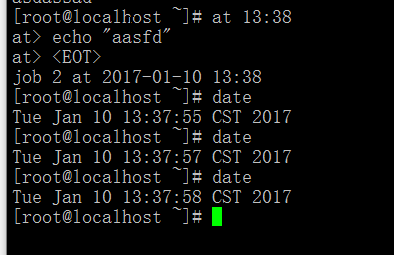 asdassad
[root@localhost ~]# at 13:38
at> echo "aasfd"
at> <EOT>
job 2 at 2017-01-10 13:38
[root@localhost ~]# date
Tue Jan 10 13:37:55 CST 2017
[root@localhost ~]# date
Tue Jan 10 13:37:57 CST 2017
[root@localhost ~]# date
Tue Jan 10 13:37:58 CST 2017
[root@localhost ~]#